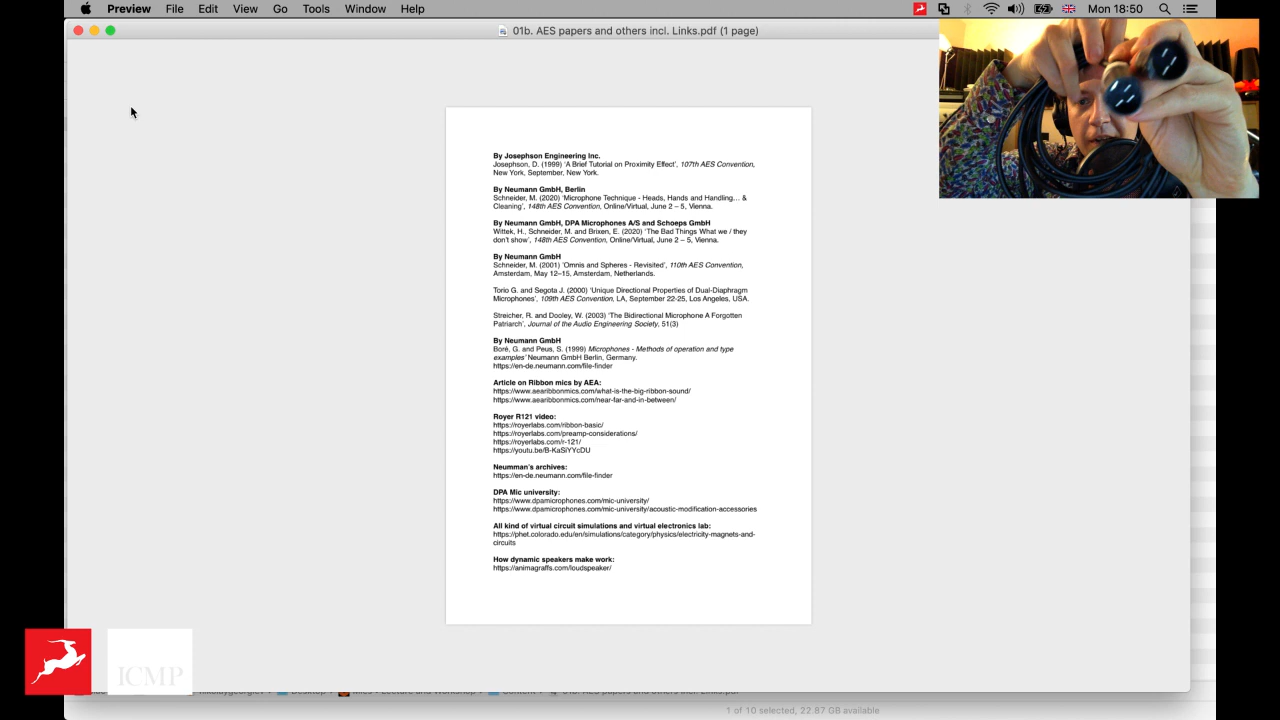 Preview File Edit View Go Tools Window Help
Mon 18:50
01b. AES papers and others incl. Links.pdf (1 page)
By Josephson Engineering Inc.
Josephson, D. (1999) 'A Brief Tutorial on Proximity Effect', 107th AES Convention,
New York, September, New York.
By Neumann GmbH, Berlin
Schneider, M. (2020) 'Microphone Technique - Heads, Hands and Handling... &
Cleaning', 148th AES Convention, Online/Virtual, June 2 – 5, Vienna.
By Neumann GmbH, DPA Microphones A/S and Schoeps GmbH
Wittek, H., Schneider, M. and Brixen, E. (2020) 'The Bad Things What we / they
don't show', 148th AES Convention, Online/Virtual, June 2 – 5, Vienna.
By Neumann GmbH
Schneider, M. (2001) 'Omnis and Spheres - Revisited', 110th AES Convention,
Amsterdam, May 12–15, Amsterdam, Netherlands.
Torio G. and Segota J. (2000) 'Unique Directional Properties of Dual-Diaphragm
Microphones', 109th AES Convention, LA, September 22-25, Los Angeles, USA.
Streicher, R. and Dooley, W. (2003) 'The Bidirectional Microphone A Forgotten
Patriarch', Journal of the Audio Engineering Society, 51(3)
By Neumann GmbH
Boré, G. and Peus, S. (1999) Microphones - Methods of operation and type
examples' Neumann GmbH Berlin, Germany.
https://en-de.neumann.com/file-finder
Article on Ribbon mics by AEA:
https://www.aearibbonmics.com/what-is-the-big-ribbon-sound/
https://www.aearibbonmics.com/near-far-and-in-between/
Royer R121 video:
https://royerlabs.com/ribbon-basic/
https://royerlabs.com/preamp-considerations/
https://royerlabs.com/r-121/
https://youtu.be/B-KaSiYYcDU
Neumman's archives:
https://en-de.neumann.com/file-finder
DPA Mic university:
https://www.dpamicrophones.com/mic-university/
https://www.dpamicrophones.com/mic-university/acoustic-modification-accessories
All kind of virtual circuit simulations and virtual electronics lab:
https://phet.colorado.edu/en/simulations/category/physics/electricity-magnets-and-
circuits
How dynamic speakers make work:
https://animagraffs.com/loudspeaker/
ICMP
1 of 10 selected, 22.87 GB available